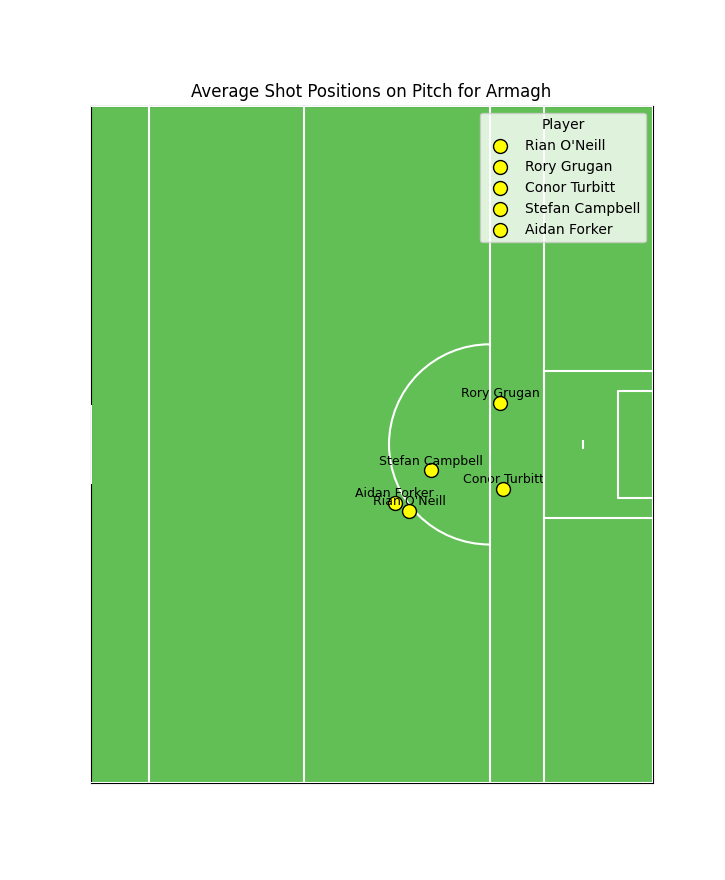 Average Shot Positions on Pitch for Armagh
Player
Rian O'Neill
Rory Grugan
Conor Turbitt
Stefan Campbell
Aidan Forker
Rory Grugan
Stefan Campbell
Conor Turbitt
Aidan Forker
Rian O'Neill